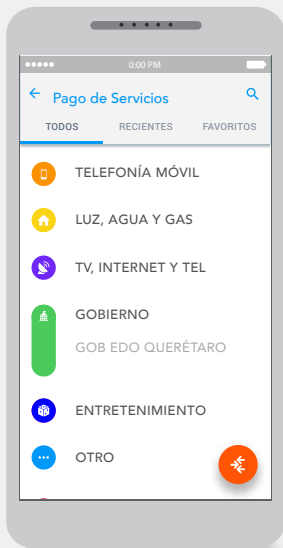 0:00 PM
Pago de Servicios
TODOS RECIENTES FAVORITOS
TELEFONÍA MÓVIL
LUZ, AGUA Y GAS
TV, INTERNET Y TEL
GOBIERNO
GOB EDO QUERÉTARO
ENTRETENIMIENTO
OTRO